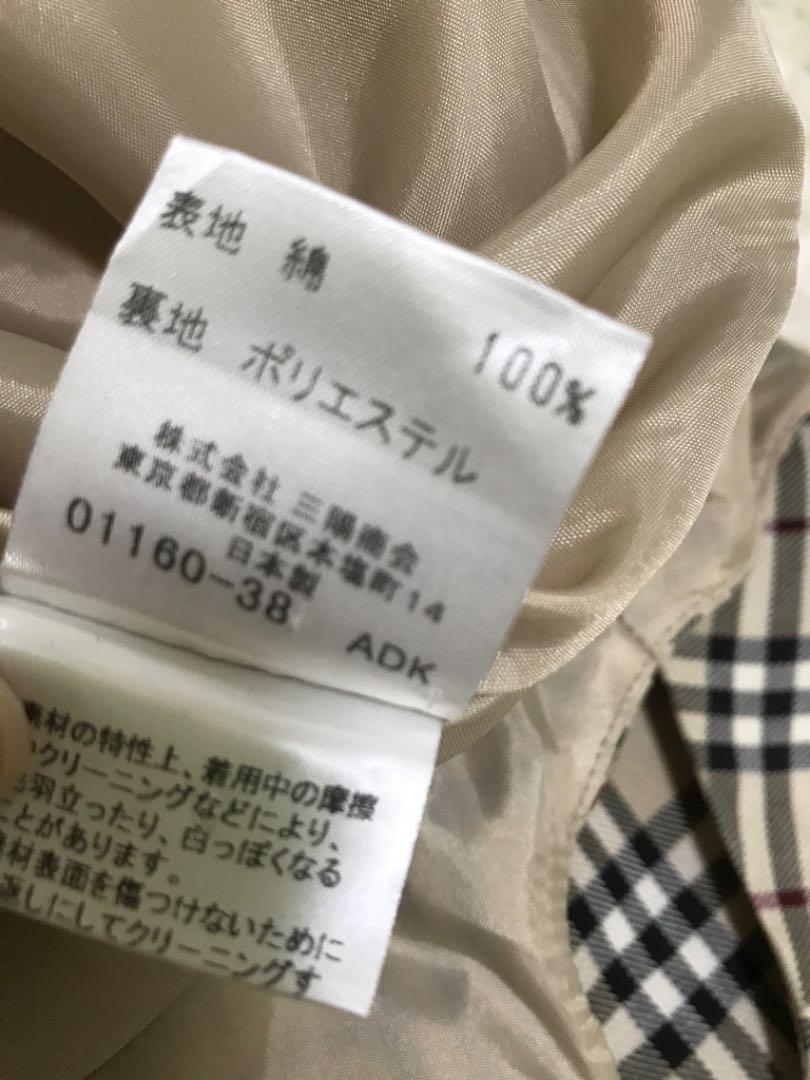 表地 綿 100%
裏地 ポリエステル
株式会社 三陽商会
東京都新宿区本塩町14
日本製
01160-38 ADK
素材の特性上、着用中の摩擦
クリーニングなどにより、
羽立ったり、白っぽくなる
とがあります。
素材表面を傷つけないために
返しにしてクリーニングす